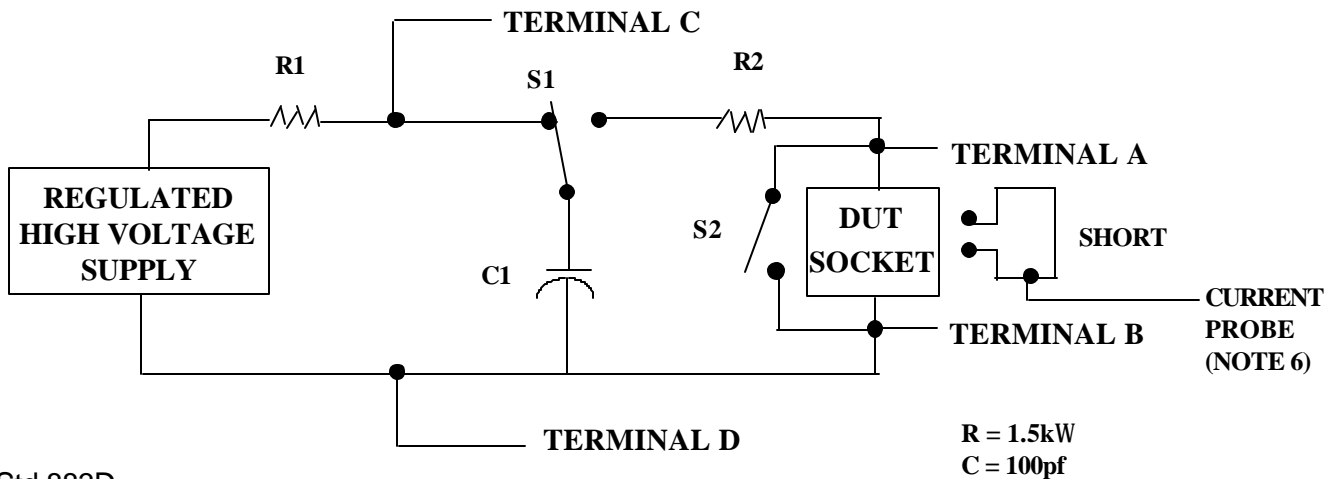 TERMINAL C
R1
S1
R2
TERMINAL A
REGULATED
HIGH VOLTAGE
SUPPLY
S2
DUT
SOCKET
SHORT
C1
CURRENT
PROBE
(NOTE 6)
TERMINAL B
TERMINAL D
R = 1.5kW
C = 100pf